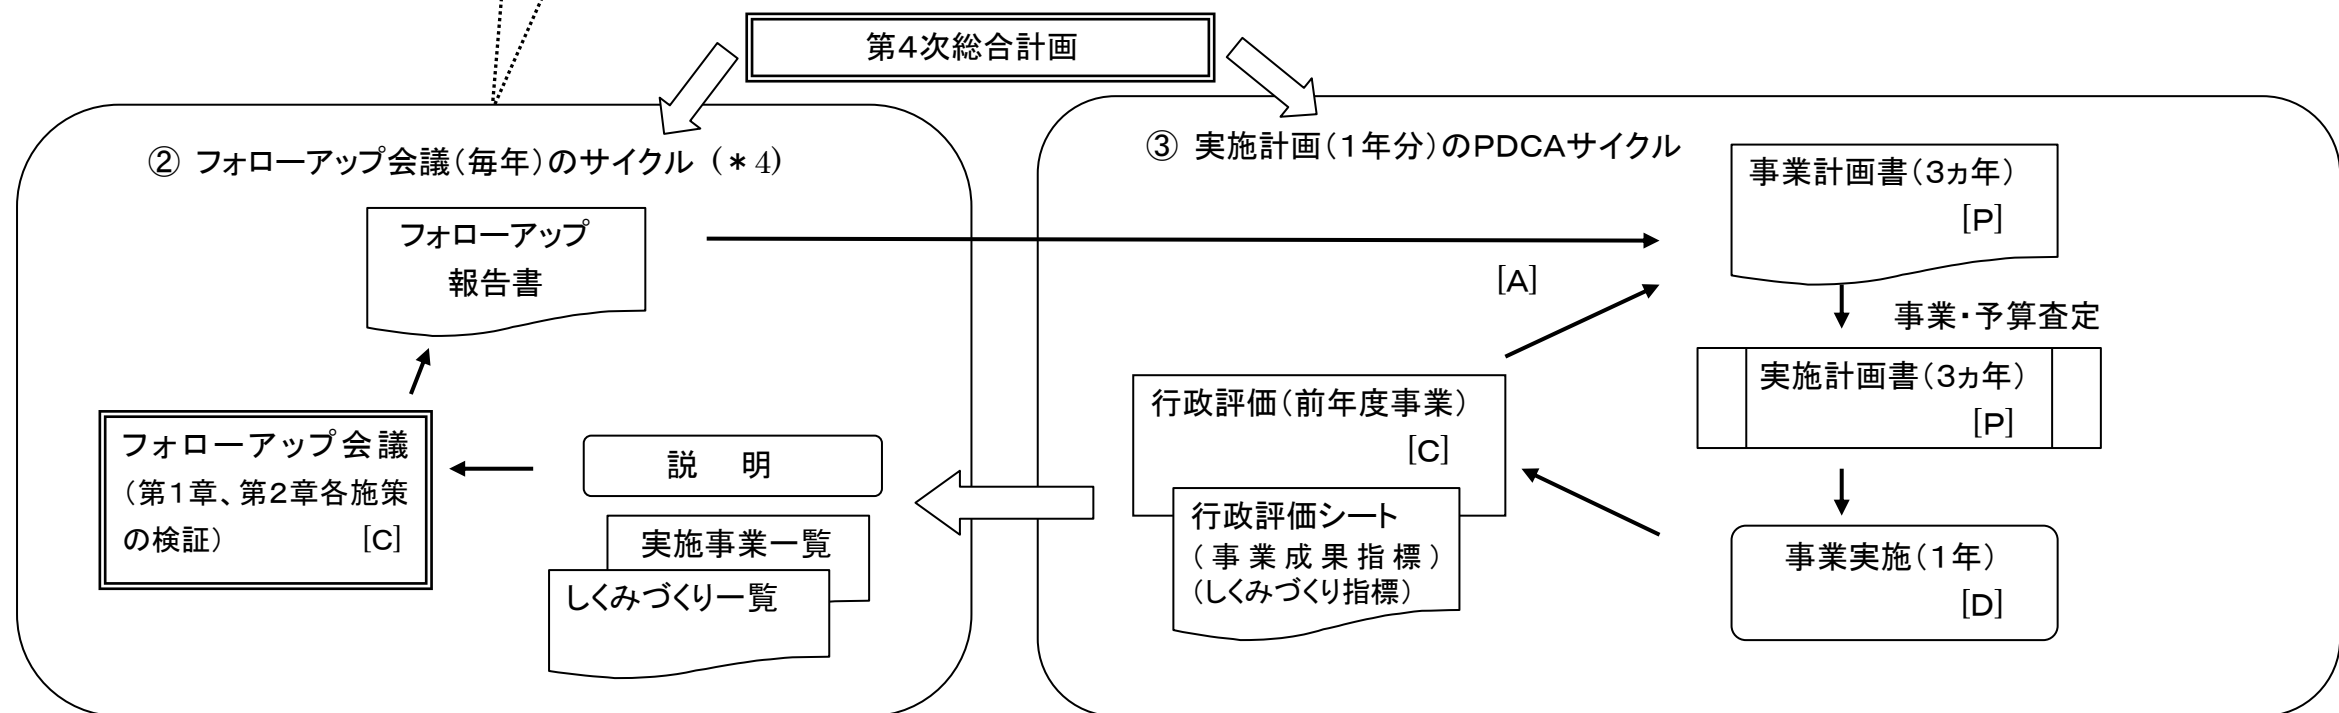 第4次総合計画
② フォローアップ会議(毎年)のサイクル (*4)
フォローアップ
報告書
フォローアップ会議
(第1章、第2章各施策
の検証) [C]
説 明
実施事業一覧
しくみづくり一覧
③ 実施計画(1年分)のPDCAサイクル
事業計画書(3ヵ年)
[P]
[A]
事業・予算査定
実施計画書(3ヵ年)
[P]
行政評価(前年度事業)
[C]
行政評価シート
(事業成果指標)
(しくみづくり指標)
事業実施(1年)
[D]